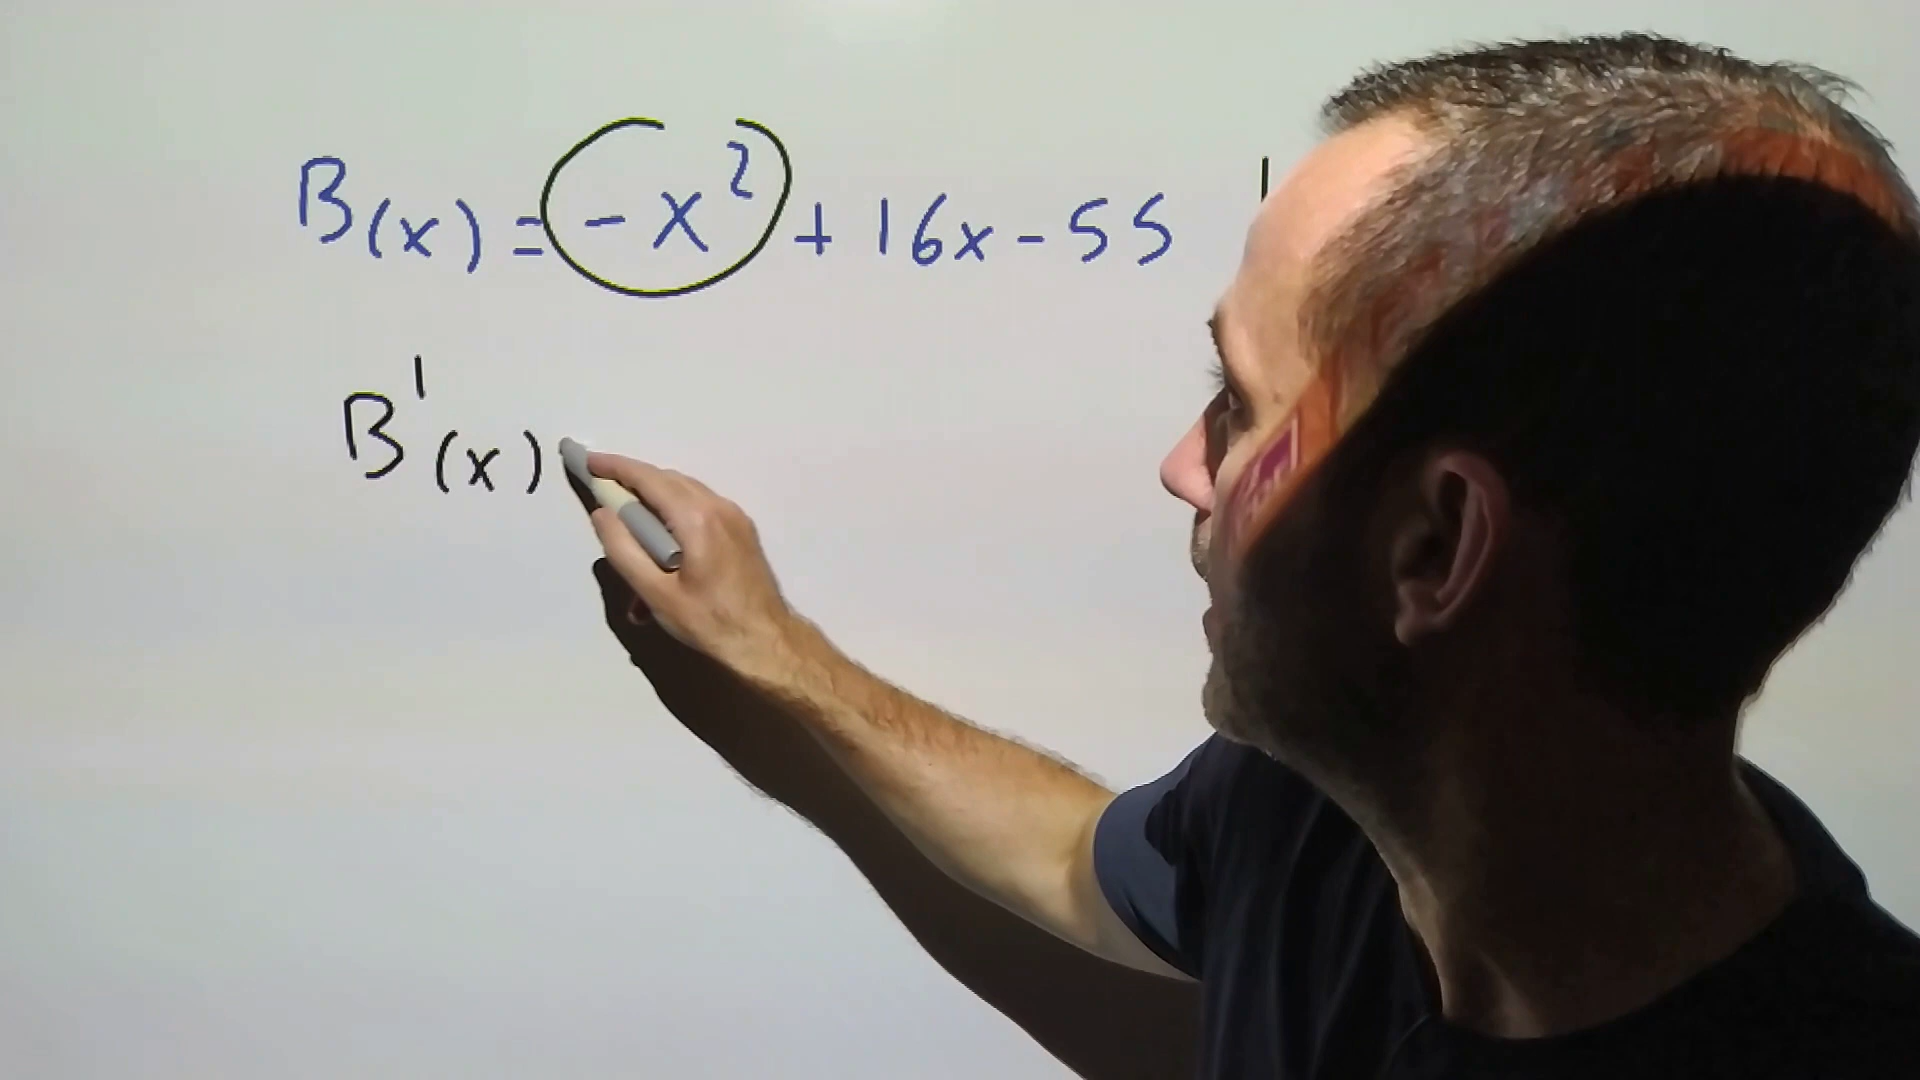 B(x) = -x² + 16x - 55
B'(x)